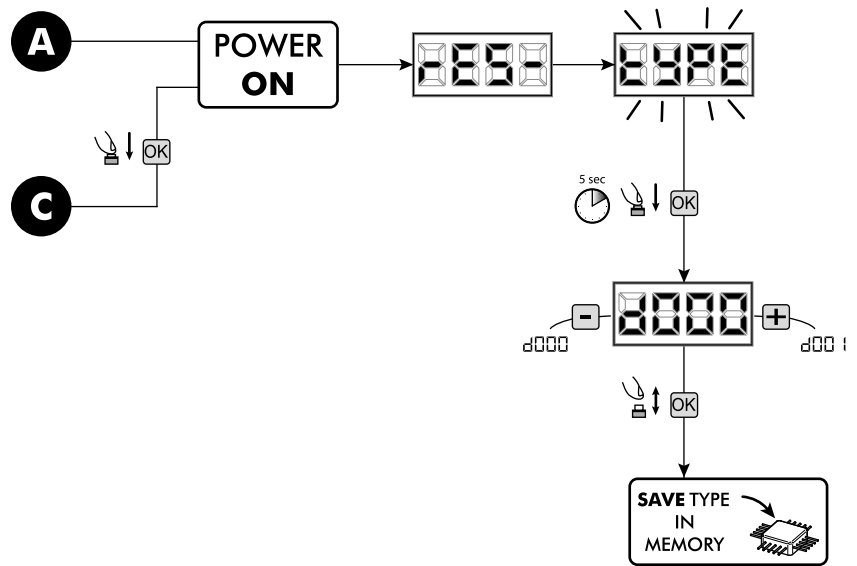 A
POWER
ON
rES-
tYPE
OK
C
5 sec
OK
-
d000
+
d000
d001
OK
SAVE TYPE
IN
MEMORY